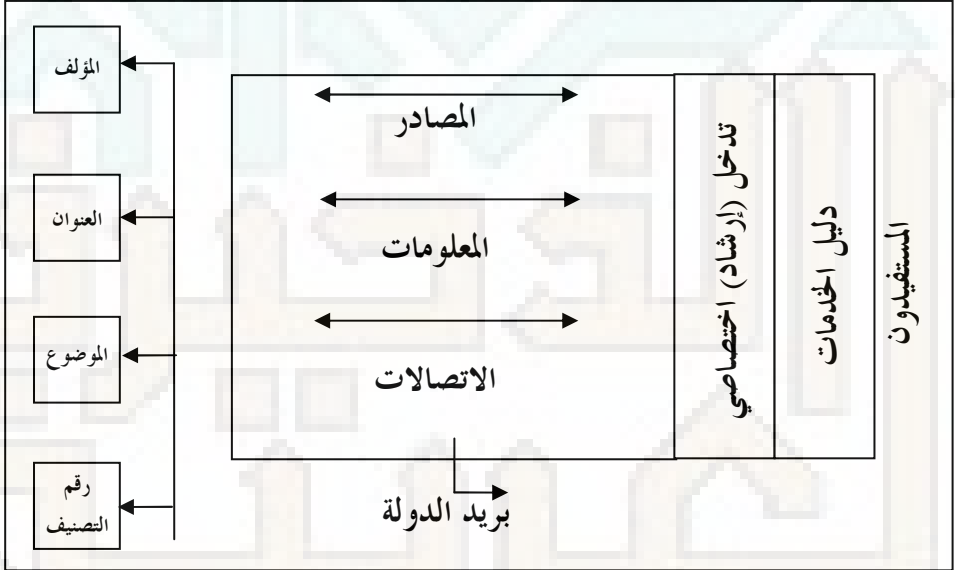 المستفيدون
دليل الخدمات
تدخل (إرشاد) اختصاصي
المصادر
المعلومات
الاتصالات
بريد الدولة
المؤلف
العنوان
الموضوع
رقم
التصنيف